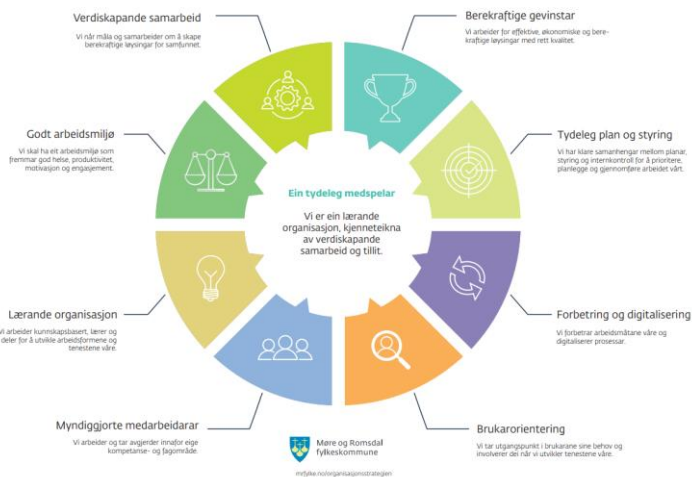 Verdiskapande samarbeid
Vi når måla og samarbeider om å skape
berekraftige løysingar for samfunnet.
Berekraftige gevinstar
Vi arbeider for effektive, økonomiske og bere-
kraftige løysingar med rett kvalitet.
Godt arbeidsmiljø
Vi skal ha eit arbeidsmiljø som
fremmar god helse, produktivitet,
motivasjon og engasjement.
Tydeleg plan og styring
Vi har klare samanhengar mellom planar,
styring og internkontroll for å prioritere,
planlegge og gjennomføre arbeidet vårt.
Ein tydeleg medspelar
Vi er ein lærande
organisasjon, kjenneteikna
av verdiskapande
samarbeid og tillit.
Lærande organisasjon
Vi arbeider kunnskapsbasert, lærer og
deler for å utvikle arbeidsformene og
tenestene våre.
Forbetring og digitalisering
Vi forbetrar arbeidsmåtane våre og
digitaliserer prosessar.
Myndiggjorte medarbeidarar
Vi arbeider og tar avgjerder innafor eige
kompetanse- og fagområde.
Brukarorientering
Vi tar utgangspunkt i brukarane sine behov og
involverer dei når vi utviklar tenestene våre.
Møre og Romsdal
fylkeskommune
mrfylke.no/organisasjonsstrategien